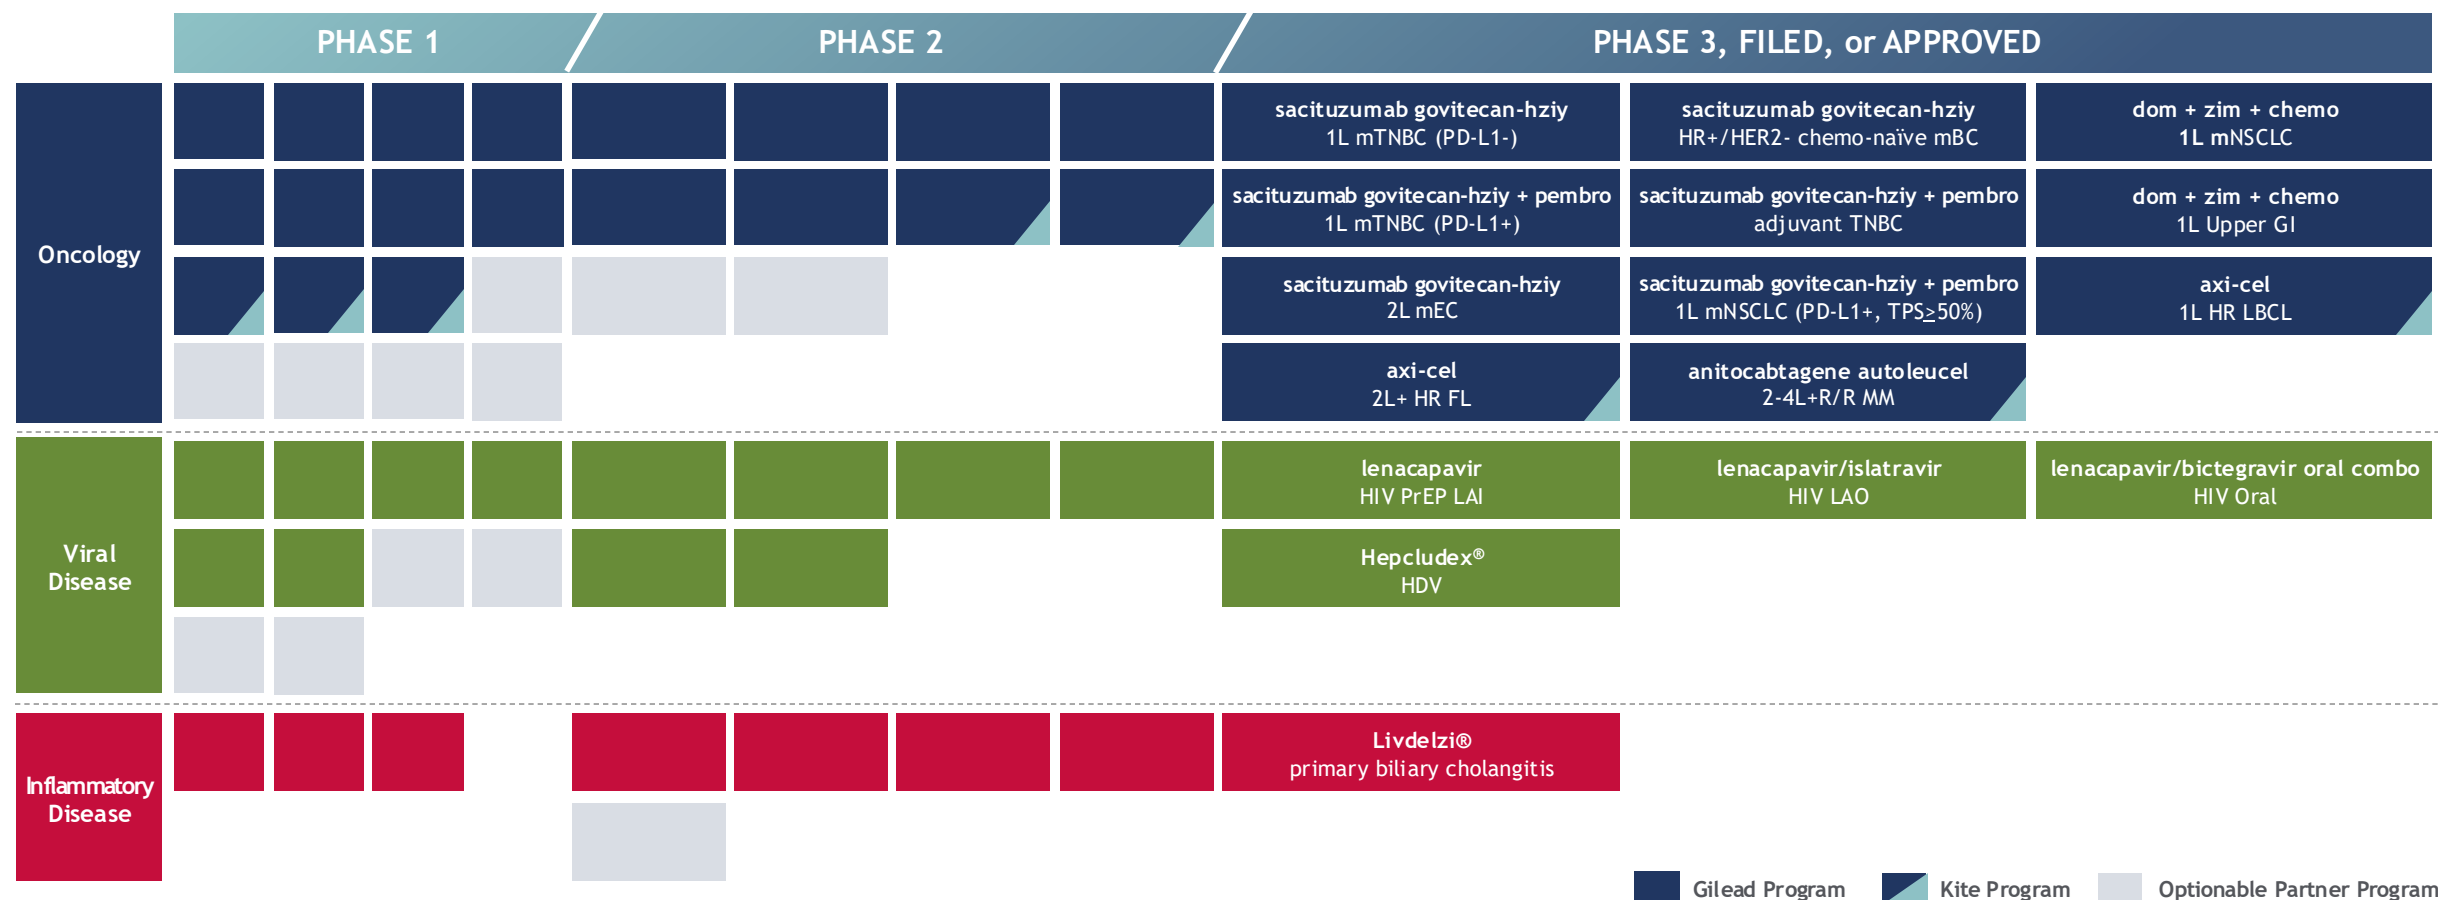 PHASE 1
PHASE 2
PHASE 3, FILED, or APPROVED
Oncology
sacituzumab govitecan-hziy
1L mTNBC (PD-L1-)
sacituzumab govitecan-hziy
HR+/HER2- chemo-naïve mBC
dom + zim + chemo
1L mNSCLC
sacituzumab govitecan-hziy + pembro
1L mTNBC (PD-L1+)
sacituzumab govitecan-hziy + pembro
adjuvant TNBC
dom + zim + chemo
1L Upper GI
sacituzumab govitecan-hziy
2L mEC
sacituzumab govitecan-hziy + pembro
1L mNSCLC (PD-L1+, TPS≥50%)
axi-cel
1L HR LBCL
axi-cel
2L+ HR FL
anitocabtagene autoleucel
2-4L+R/R MM
Viral
Disease
lenacapavir
HIV PrEP LAI
lenacapavir/islatravir
HIV LAO
lenacapavir/bictegravir oral combo
HIV Oral
Hepcludex®
HDV
Inflammatory
Disease
Livdelzi®
primary biliary cholangitis
Gilead Program
Kite Program
Optionable Partner Program